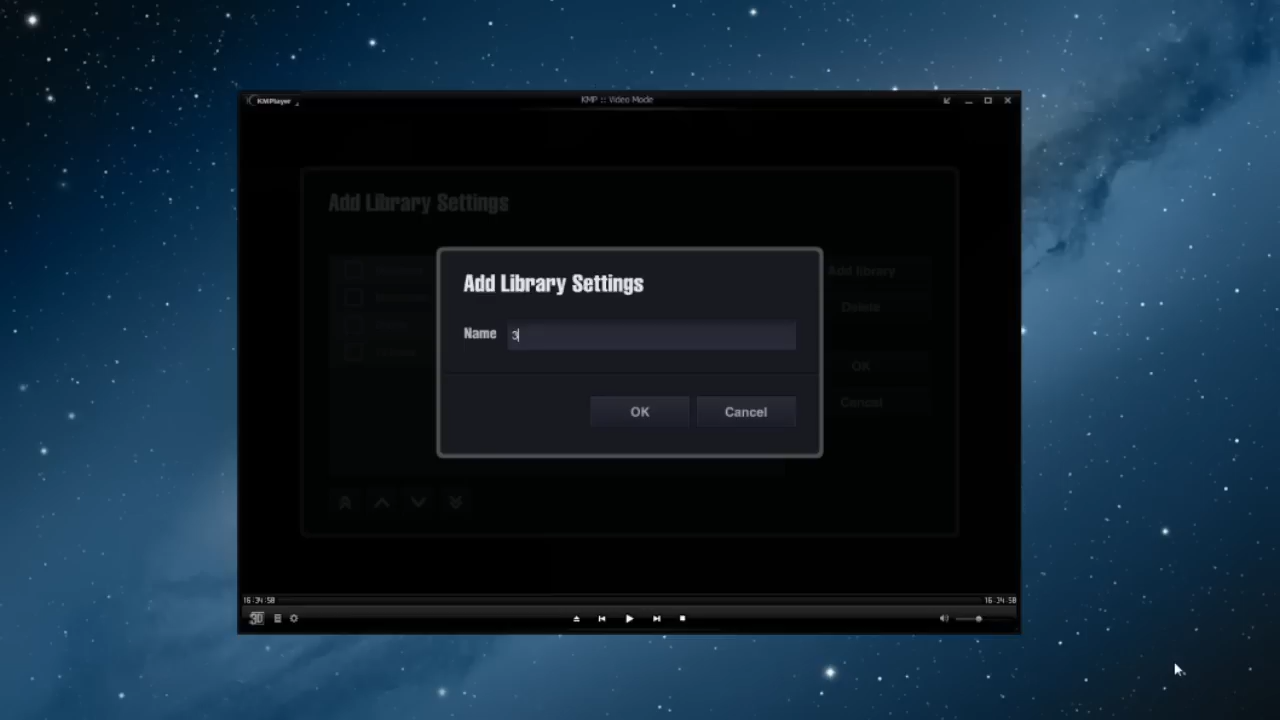 KMPlayer
KMP :: Video Mode
Add Library Settings
Add library
Delete
OK
Cancel
Add Library Settings
Name 3
OK Cancel
16:34:58 16:34:58
3D